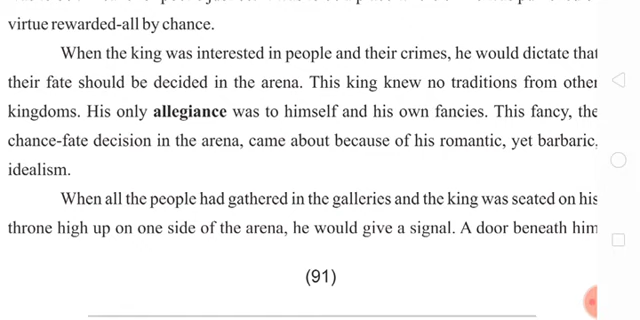 virtue rewarded-all by chance.
When the king was interested in people and their crimes, he would dictate that
their fate should be decided in the arena. This king knew no traditions from other
kingdoms. His only allegiance was to himself and his own fancies. This fancy, the
chance-fate decision in the arena, came about because of his romantic, yet barbaric,
idealism.
When all the people had gathered in the galleries and the king was seated on his
throne high up on one side of the arena, he would give a signal. A door beneath him
(91)